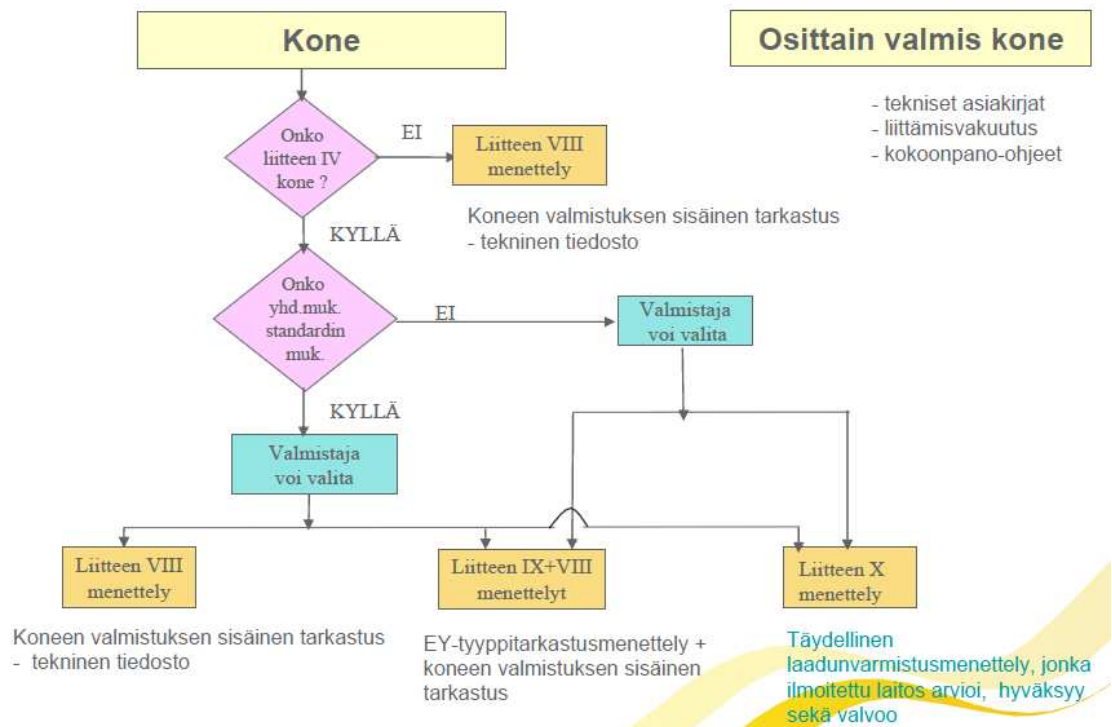 Kone
Osittain valmis kone
- tekniset asiakirjat
- liittämisvakuutus
- kokoonpano-ohjeet
Onko
liitteen IV
kone ?
EI
Liitteen VIII
menettely
Koneen valmistuksen sisäinen tarkastus
- tekninen tiedosto
KYLLÄ
Onko
yhd.muk.
standardin
muk.
EI
Valmistaja
voi valita
KYLLÄ
Valmistaja
voi valita
Liitteen VIII
menettely
Koneen valmistuksen sisäinen tarkastus
- tekninen tiedosto
Liitteen IX+VIII
menettelyt
EY-tyyppitarkastusmenettely +
koneen valmistuksen sisäinen
tarkastus
Liitteen X
menettely
Täydellinen
laadunvarmistusmenettely, jonka
ilmoitettu laitos arvioi, hyväksyy
sekä valvoo